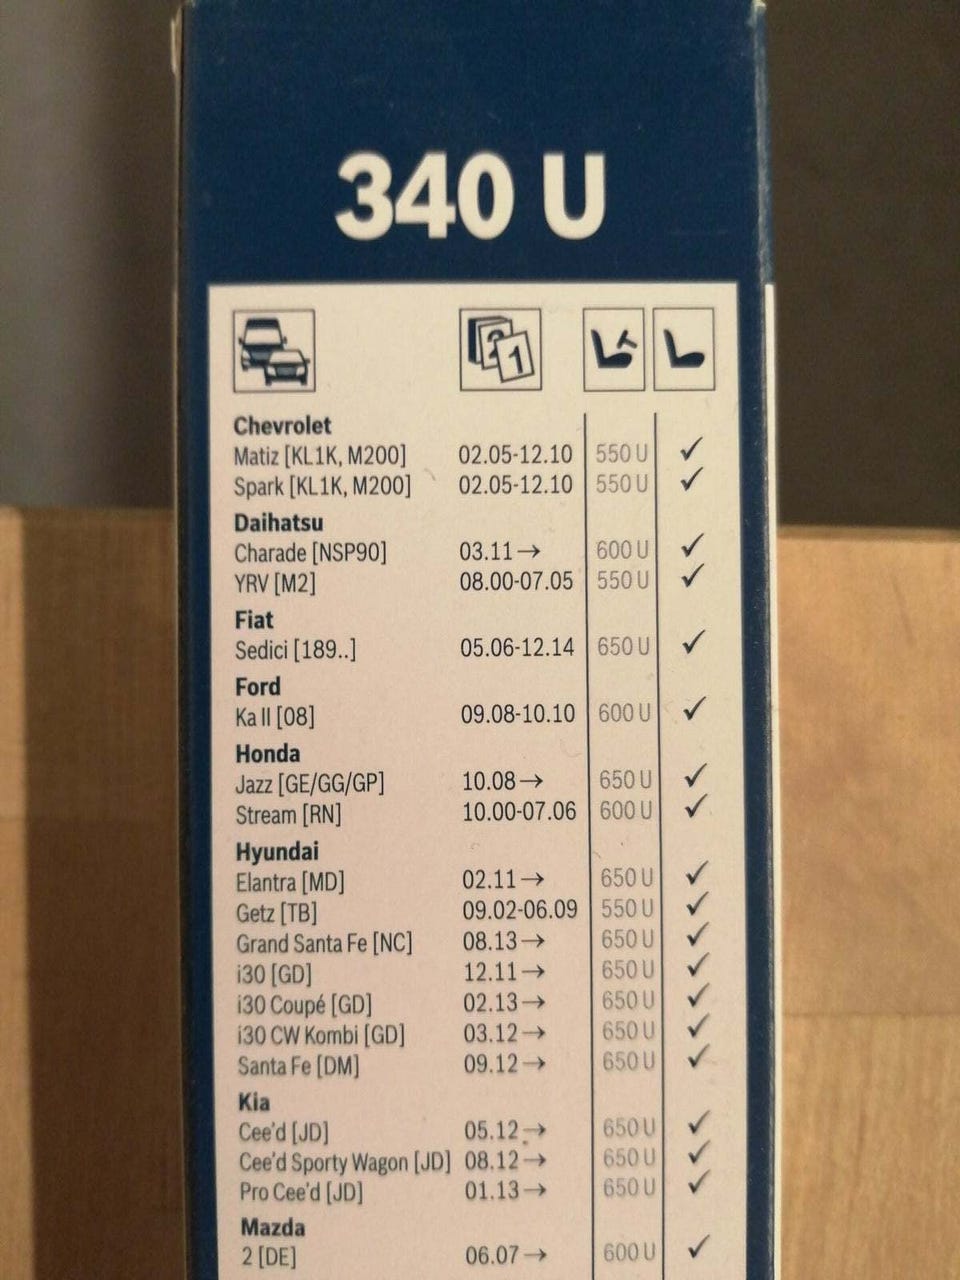 340 U
2 1
Chevrolet
Matiz [KL1K, M200] 02.05-12.10 550 U ✓
Spark [KL1K, M200] 02.05-12.10 550 U ✓
Daihatsu
Charade [NSP90] 03.11→ 600 U ✓
YRV [M2] 08.00-07.05 550 U ✓
Fiat
Sedici [189..] 05.06-12.14 650 U ✓
Ford
Ka II [08] 09.08-10.10 600 U ✓
Honda
Jazz [GE/GG/GP] 10.08→ 650 U ✓
Stream [RN] 10.00-07.06 600 U ✓
Hyundai
Elantra [MD] 02.11→ 650 U ✓
Getz [TB] 09.02-06.09 550 U ✓
Grand Santa Fe [NC] 08.13→ 650 U ✓
i30 [GD] 12.11→ 650 U ✓
i30 Coupé [GD] 02.13→ 650 U ✓
i30 CW Kombi [GD] 03.12→ 650 U ✓
Santa Fe [DM] 09.12→ 650 U ✓
Kia
Cee'd [JD] 05.12→ 650 U ✓
Cee'd Sporty Wagon [JD] 08.12→ 650 U ✓
Pro Cee'd [JD] 01.13→ 650 U ✓
Mazda
2 [DE] 06.07→ 600 U ✓